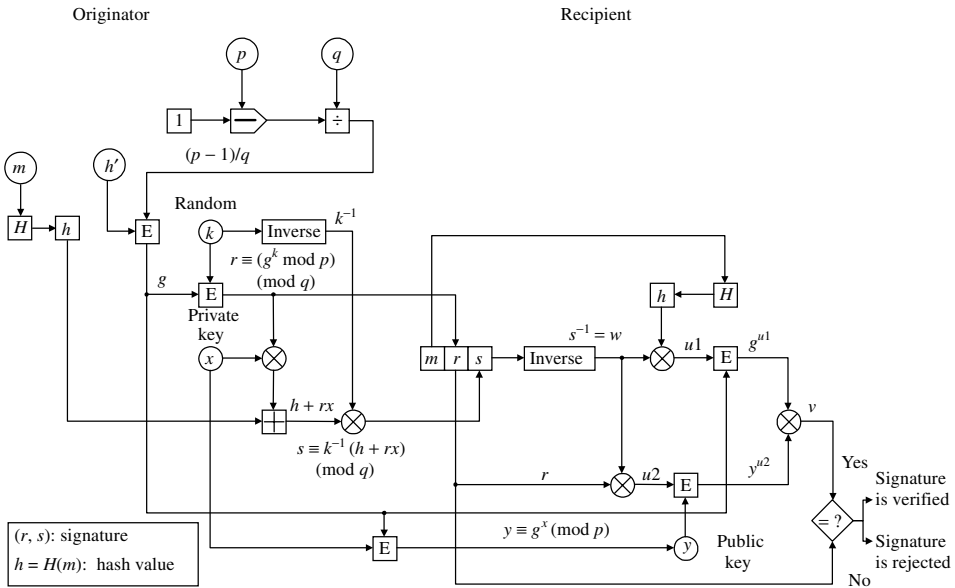 Originator
Recipient
p
q
1
÷
(p − 1)/q
m
h′
Random
k⁻¹
H
h
E
k
Inverse
r ≡ (gᵏ mod p)
(mod q)
g
E
h
H
Private
key
s⁻¹ = w
x
m r s
Inverse
u1
E
gᵘ¹
h + rx
v
s ≡ k⁻¹ (h + rx)
(mod q)
Yes
r
u2
E
yᵘ²
Signature
is verified
= ?
(r, s): signature
h = H(m): hash value
y ≡ gˣ (mod p)
E
y
Public
key
Signature
is rejected
No